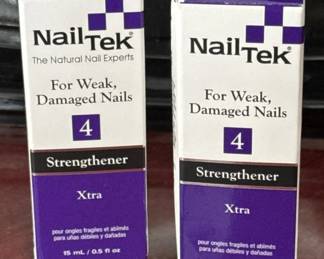 NailTek
The Natural Nail Experts
For Weak,
Damaged Nails
4
Strengthener
Xtra
pour ongles fragiles et abîmés
para uñas débiles y dañadas
15 mL / 0.5 fl oz
NailTek
For Weak,
Damaged Nails
4
Strengthener
Xtra
pour ongles fragiles et abîmés
para uñas débiles y dañadas